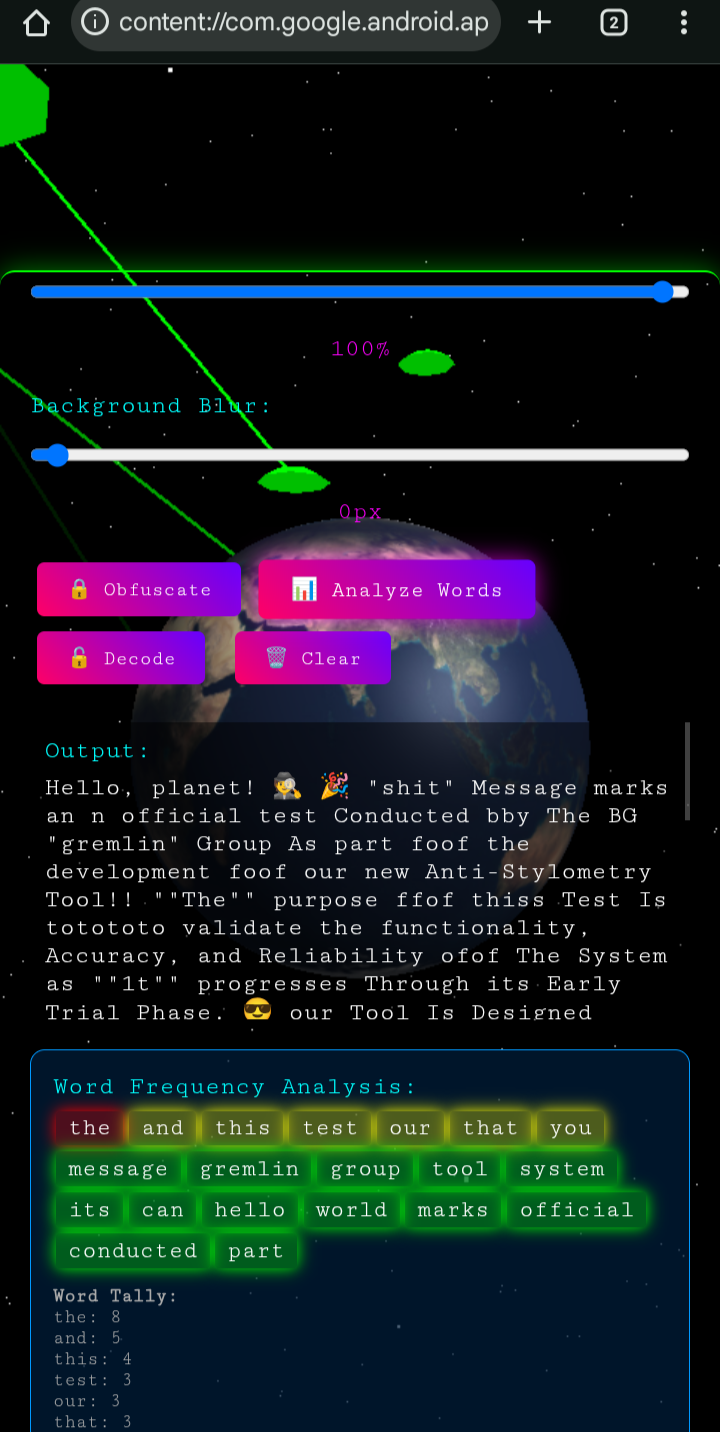 content://com.google.android.ap
2
100%
Background Blur:
0px
🔒 Obfuscate
📊 Analyze Words
🔓 Decode
🗑️ Clear
Output:
Hello, planet! 🕵️ 🎉 "shit" Message marks
an n official test Conducted bby The BG
"gremlin" Group As part foof the
development foof our new Anti-Stylometry
Tool!! ""The"" purpose ffof thiss Test Is
totototo validate the functionality,
Accuracy, and Reliability ofof The System
as ""1t"" progresses Through its Early
Trial Phase. 😎 our Tool Is Designed
Word Frequency Analysis:
the and this test our that you
message gremlin group tool system
its can hello world marks official
conducted part
Word Tally:
the: 8
and: 5
this: 4
test: 3
our: 3
that: 3